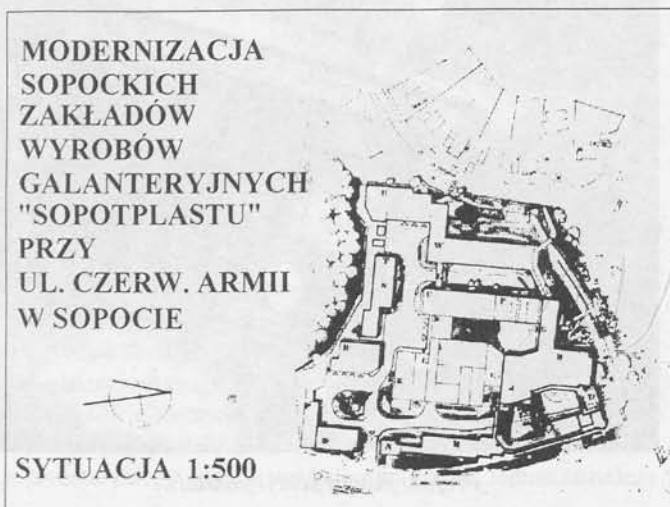 MODERNIZACJA
SOPOCKICH
ZAKŁADÓW
WYROBÓW
GALANTERYJNYCH
"SOPOTPLASTU"
PRZY
UL. CZERW. ARMII
W SOPOCIE
SYTUACJA 1:500